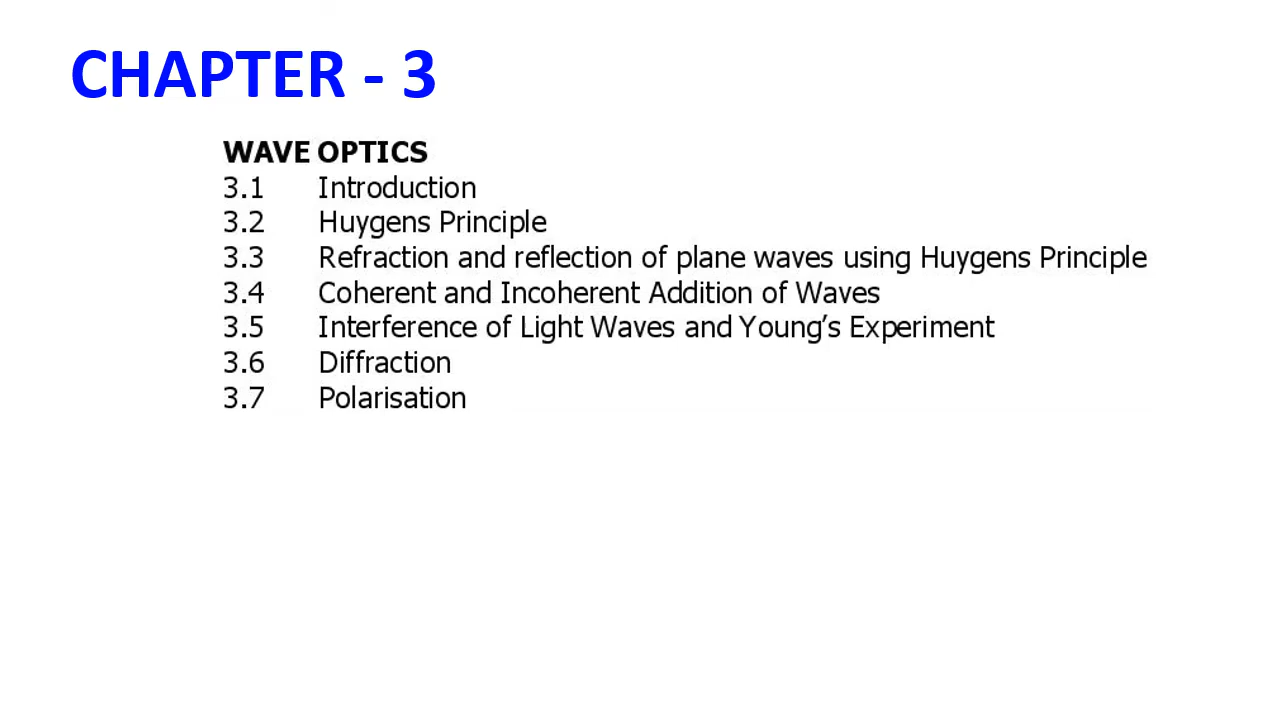 CHAPTER - 3
WAVE OPTICS
3.1 Introduction
3.2 Huygens Principle
3.3 Refraction and reflection of plane waves using Huygens Principle
3.4 Coherent and Incoherent Addition of Waves
3.5 Interference of Light Waves and Young’s Experiment
3.6 Diffraction
3.7 Polarisation